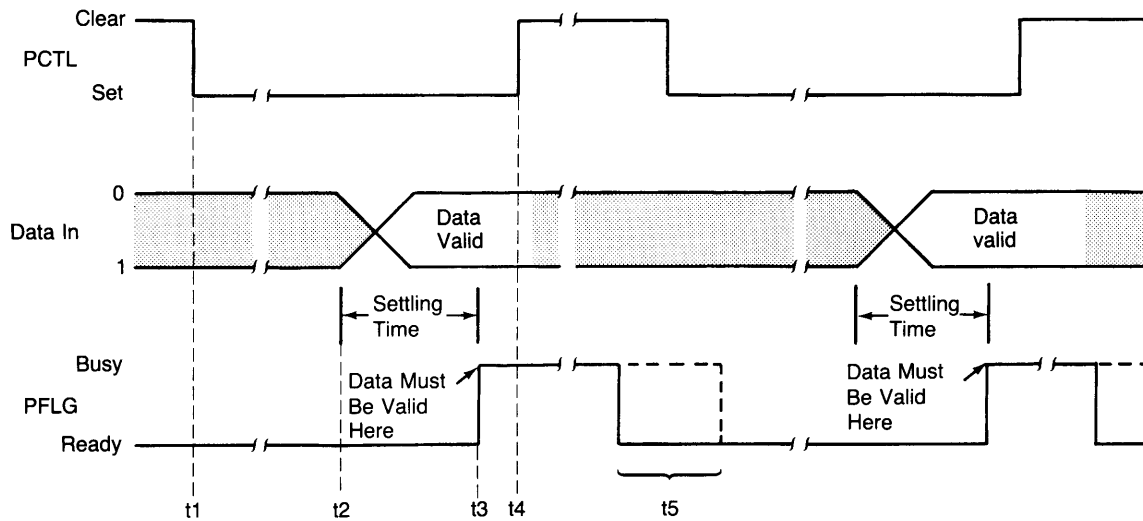 Clear
PCTL
Set
0
Data In
1
Data
Valid
Data
valid
Settling
Time
Settling
Time
Busy
PFLG
Ready
Data Must
Be Valid
Here
Data Must
Be Valid
Here
t1
t2
t3
t4
t5